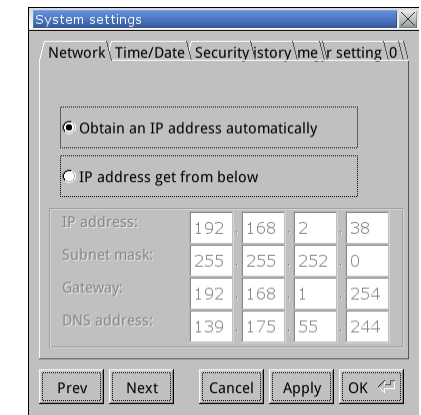 System settings
Network Time/Date Security istory me r setting 0
Obtain an IP address automatically
IP address get from below
IP address: 192 . 168 . 2 . 38
Subnet mask: 255 . 255 . 252 . 0
Gateway: 192 . 168 . 1 . 254
DNS address: 139 . 175 . 55 . 244
Prev Next Cancel Apply OK